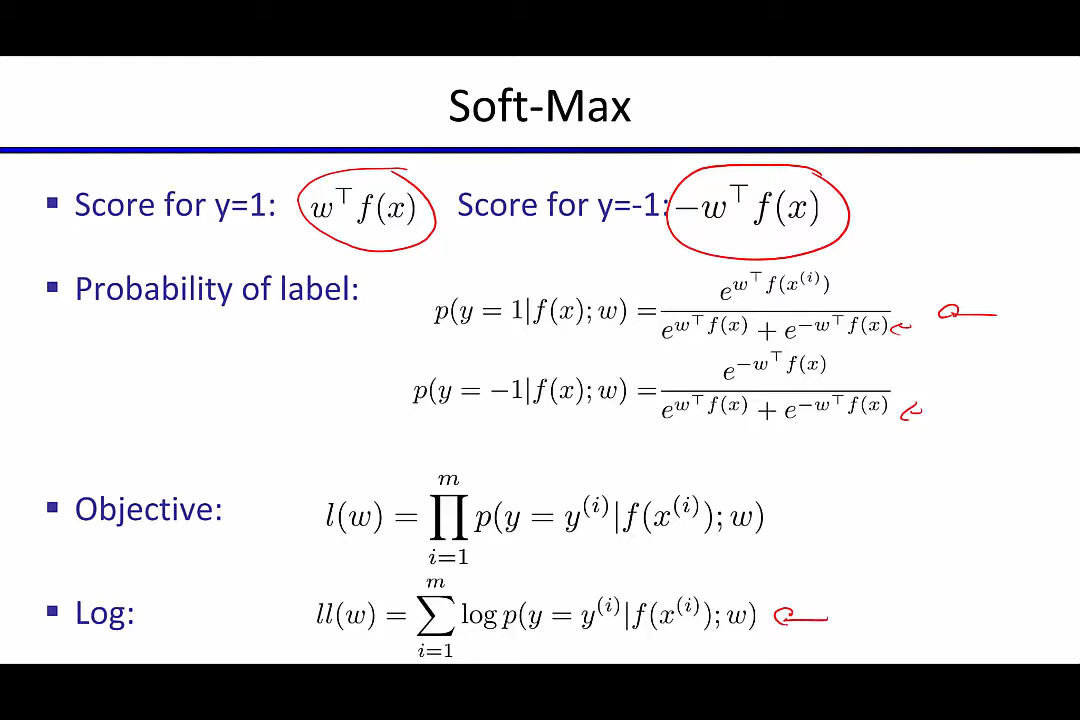 Soft-Max
▪ Score for y=1: w^⊤ f(x) Score for y=-1: −w^⊤ f(x)
▪ Probability of label:
p(y = 1|f(x); w) = e^{w^⊤ f(x^{(i)})} / (e^{w^⊤ f(x)} + e^{−w^⊤ f(x)})
p(y = −1|f(x); w) = e^{−w^⊤ f(x)} / (e^{w^⊤ f(x)} + e^{−w^⊤ f(x)})
▪ Objective: l(w) = ∏_{i=1}^{m} p(y = y^{(i)}|f(x^{(i)}); w)
▪ Log: ll(w) = ∑_{i=1}^{m} log p(y = y^{(i)}|f(x^{(i)}); w)